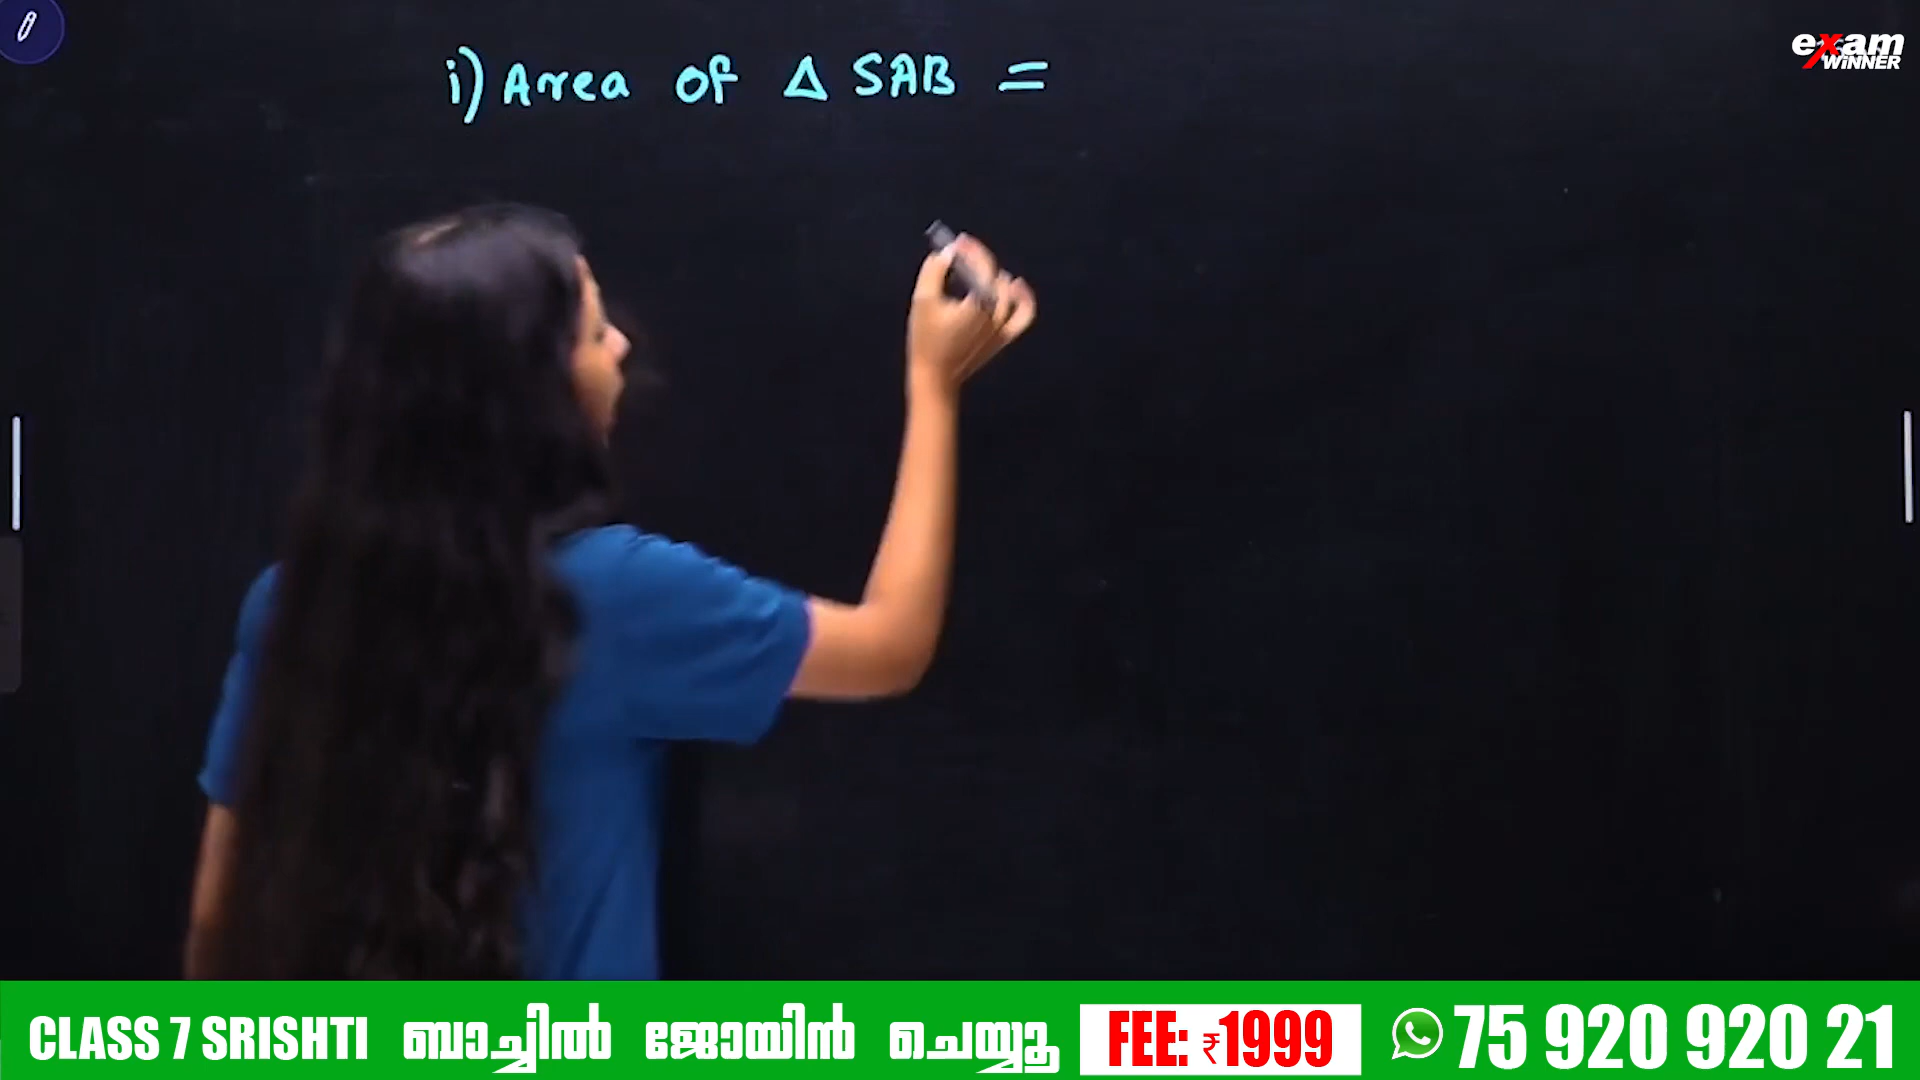 i) Area of Δ SAB =
exam
WINNER
CLASS 7 SRISHTI ബാച്ചിൽ ജോയിൻ ചെയ്യൂ FEE: ₹1999 75 920 920 21